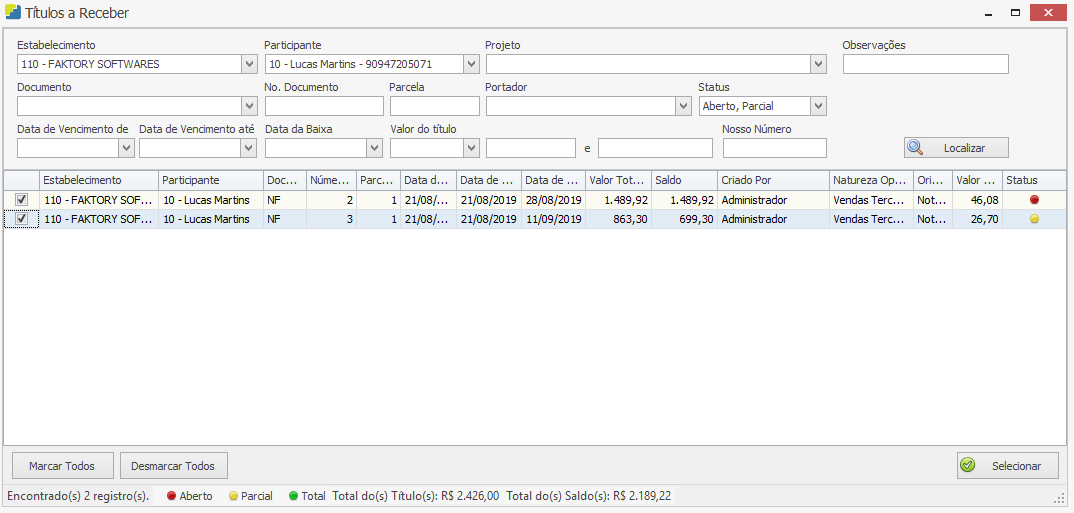 Títulos a Receber
Estabelecimento Participante Projeto Observações
110 - FAKTORY SOFTWARES 10 - Lucas Martins - 90947205071
Documento No. Documento Parcela Portador Status
Aberto, Parcial
Data de Vencimento de Data de Vencimento até Data da Baixa Valor do título Nosso Número
e Localizar
Estabelecimento Participante Doc... Núme... Parc... Data d... Data de ... Data de ... Valor Tot... Saldo Criado Por Natureza Op... Ori... Valor ... Status
110 - FAKTORY SOF... 10 - Lucas Martins NF 2 1 21/08/... 21/08/2019 28/08/2019 1.489,92 1.489,92 Administrador Vendas Terc... Not... 46,08
110 - FAKTORY SOF... 10 - Lucas Martins NF 3 1 21/08/... 21/08/2019 11/09/2019 863,30 699,30 Administrador Vendas Terc... Not... 26,70
Marcar Todos Desmarcar Todos Selecionar
Encontrado(s) 2 registro(s). Aberto Parcial Total Total do(s) Título(s): R$ 2.426,00 Total do(s) Saldo(s): R$ 2.189,22